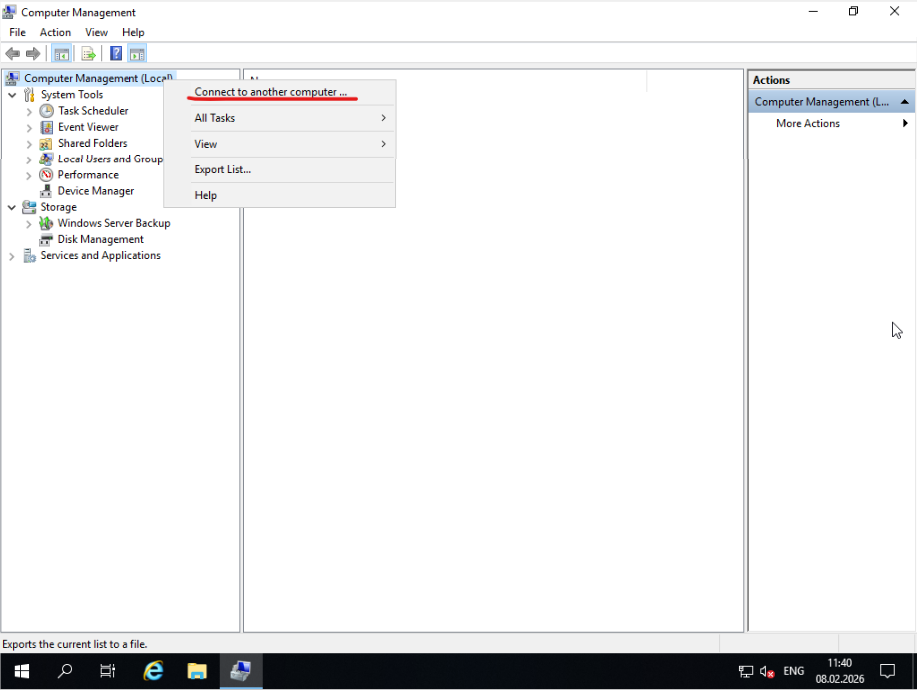 Computer Management
File Action View Help
Computer Management (Local)
System Tools
Task Scheduler
Event Viewer
Shared Folders
Local Users and Group
Performance
Device Manager
Storage
Windows Server Backup
Disk Management
Services and Applications
Connect to another computer ...
All Tasks
View
Export List...
Help
Actions
Computer Management (L...
More Actions
Exports the current list to a file.
ENG
11:40
08.02.2026